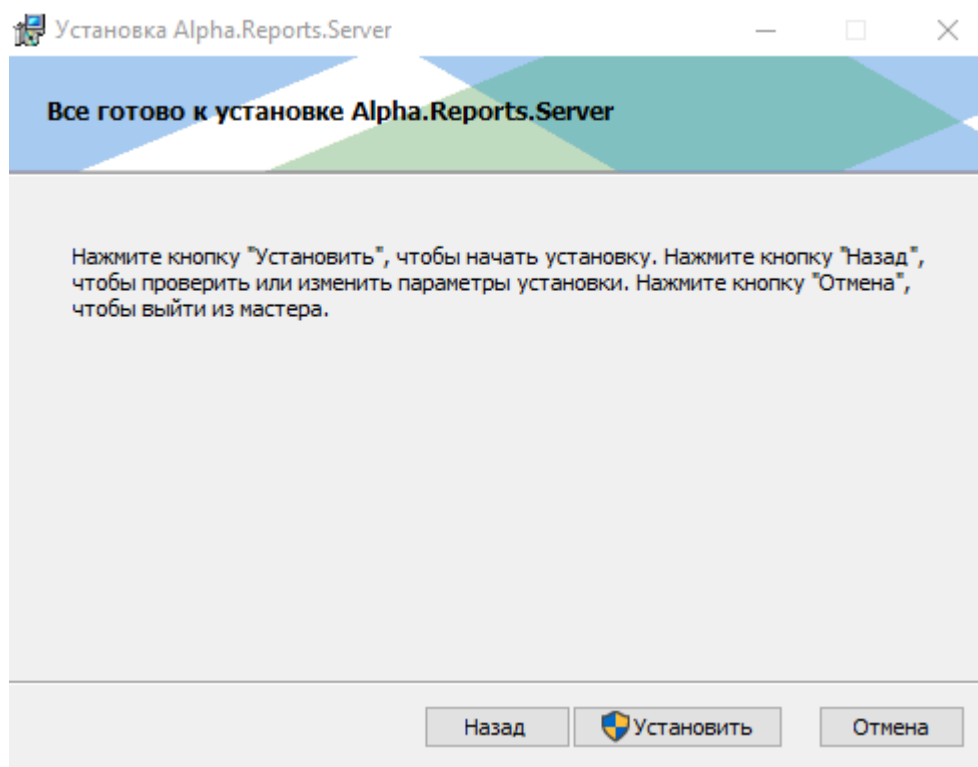 Установка Alpha.Reports.Server
Все готово к установке Alpha.Reports.Server
Нажмите кнопку "Установить", чтобы начать установку. Нажмите кнопку "Назад",
чтобы проверить или изменить параметры установки. Нажмите кнопку "Отмена",
чтобы выйти из мастера.
Назад
Установить
Отмена